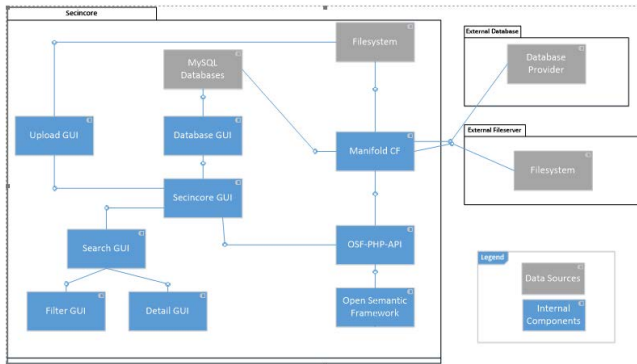 Secincore
Filesystem
MySQL
Databases
External Database
Database
Provider
Upload GUI
Database GUI
Manifold CF
External Fileserver
Filesystem
Secincore GUI
Search GUI
OSF-PHP-API
Legend
Data Sources
Filter GUI
Detail GUI
Open Semantic
Framework
Internal
Components